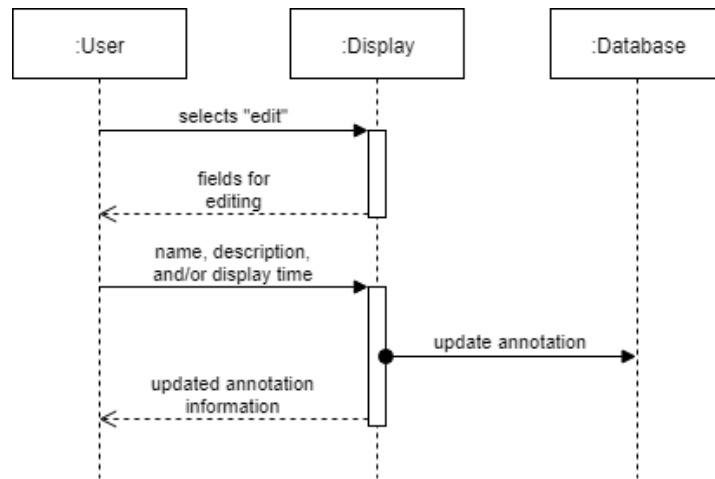 :User
:Display
:Database
selects "edit"
fields for
editing
name, description,
and/or display time
update annotation
updated annotation
information